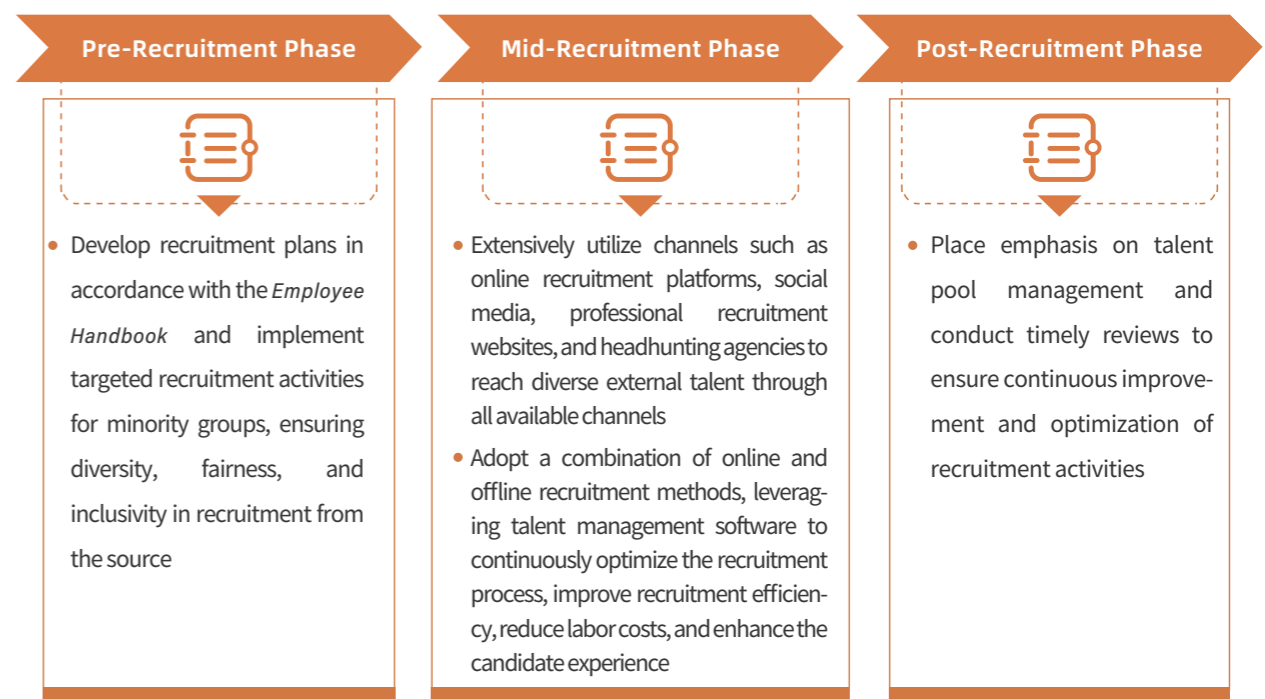 Pre-Recruitment Phase
Develop recruitment plans in
accordance with the Employee
Handbook and implement
targeted recruitment activities
for minority groups, ensuring
diversity, fairness, and
inclusivity in recruitment from
the source
Mid-Recruitment Phase
Extensively utilize channels such as
online recruitment platforms, social
media, professional recruitment
websites, and headhunting agencies to
reach diverse external talent through
all available channels
Adopt a combination of online and
offline recruitment methods, leverag-
ing talent management software to
continuously optimize the recruitment
process, improve recruitment efficien-
cy, reduce labor costs, and enhance the
candidate experience
Post-Recruitment Phase
Place emphasis on talent
pool management and
conduct timely reviews to
ensure continuous improve-
ment and optimization of
recruitment activities